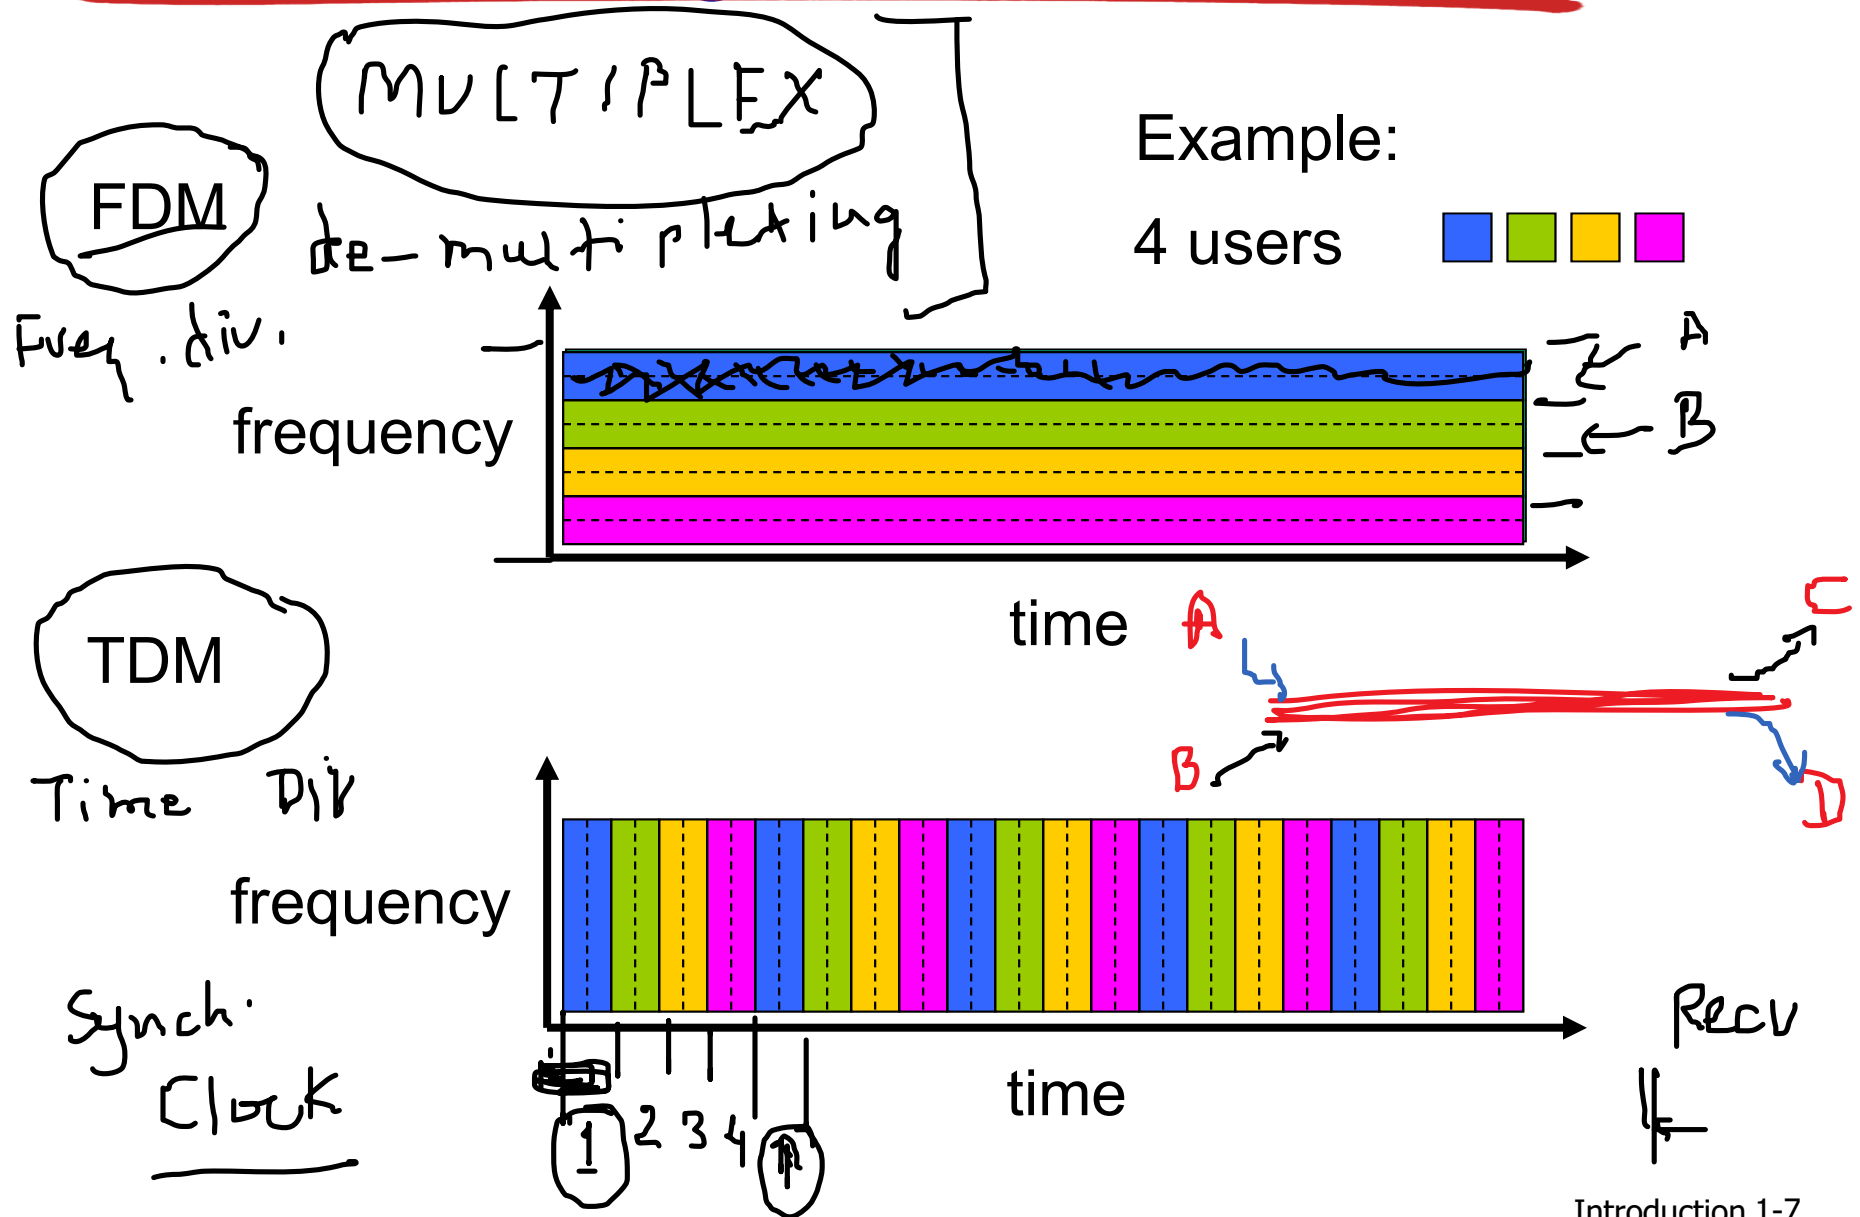 MULTIPLEX
Example:
FDM
de-multiplexing
4 users
Freq. div.
A
B
frequency
time
A
C
TDM
B
D
Time Div
frequency
Synch.
Recv
time
Clock
1 2 3 4 1
Introduction 1-7